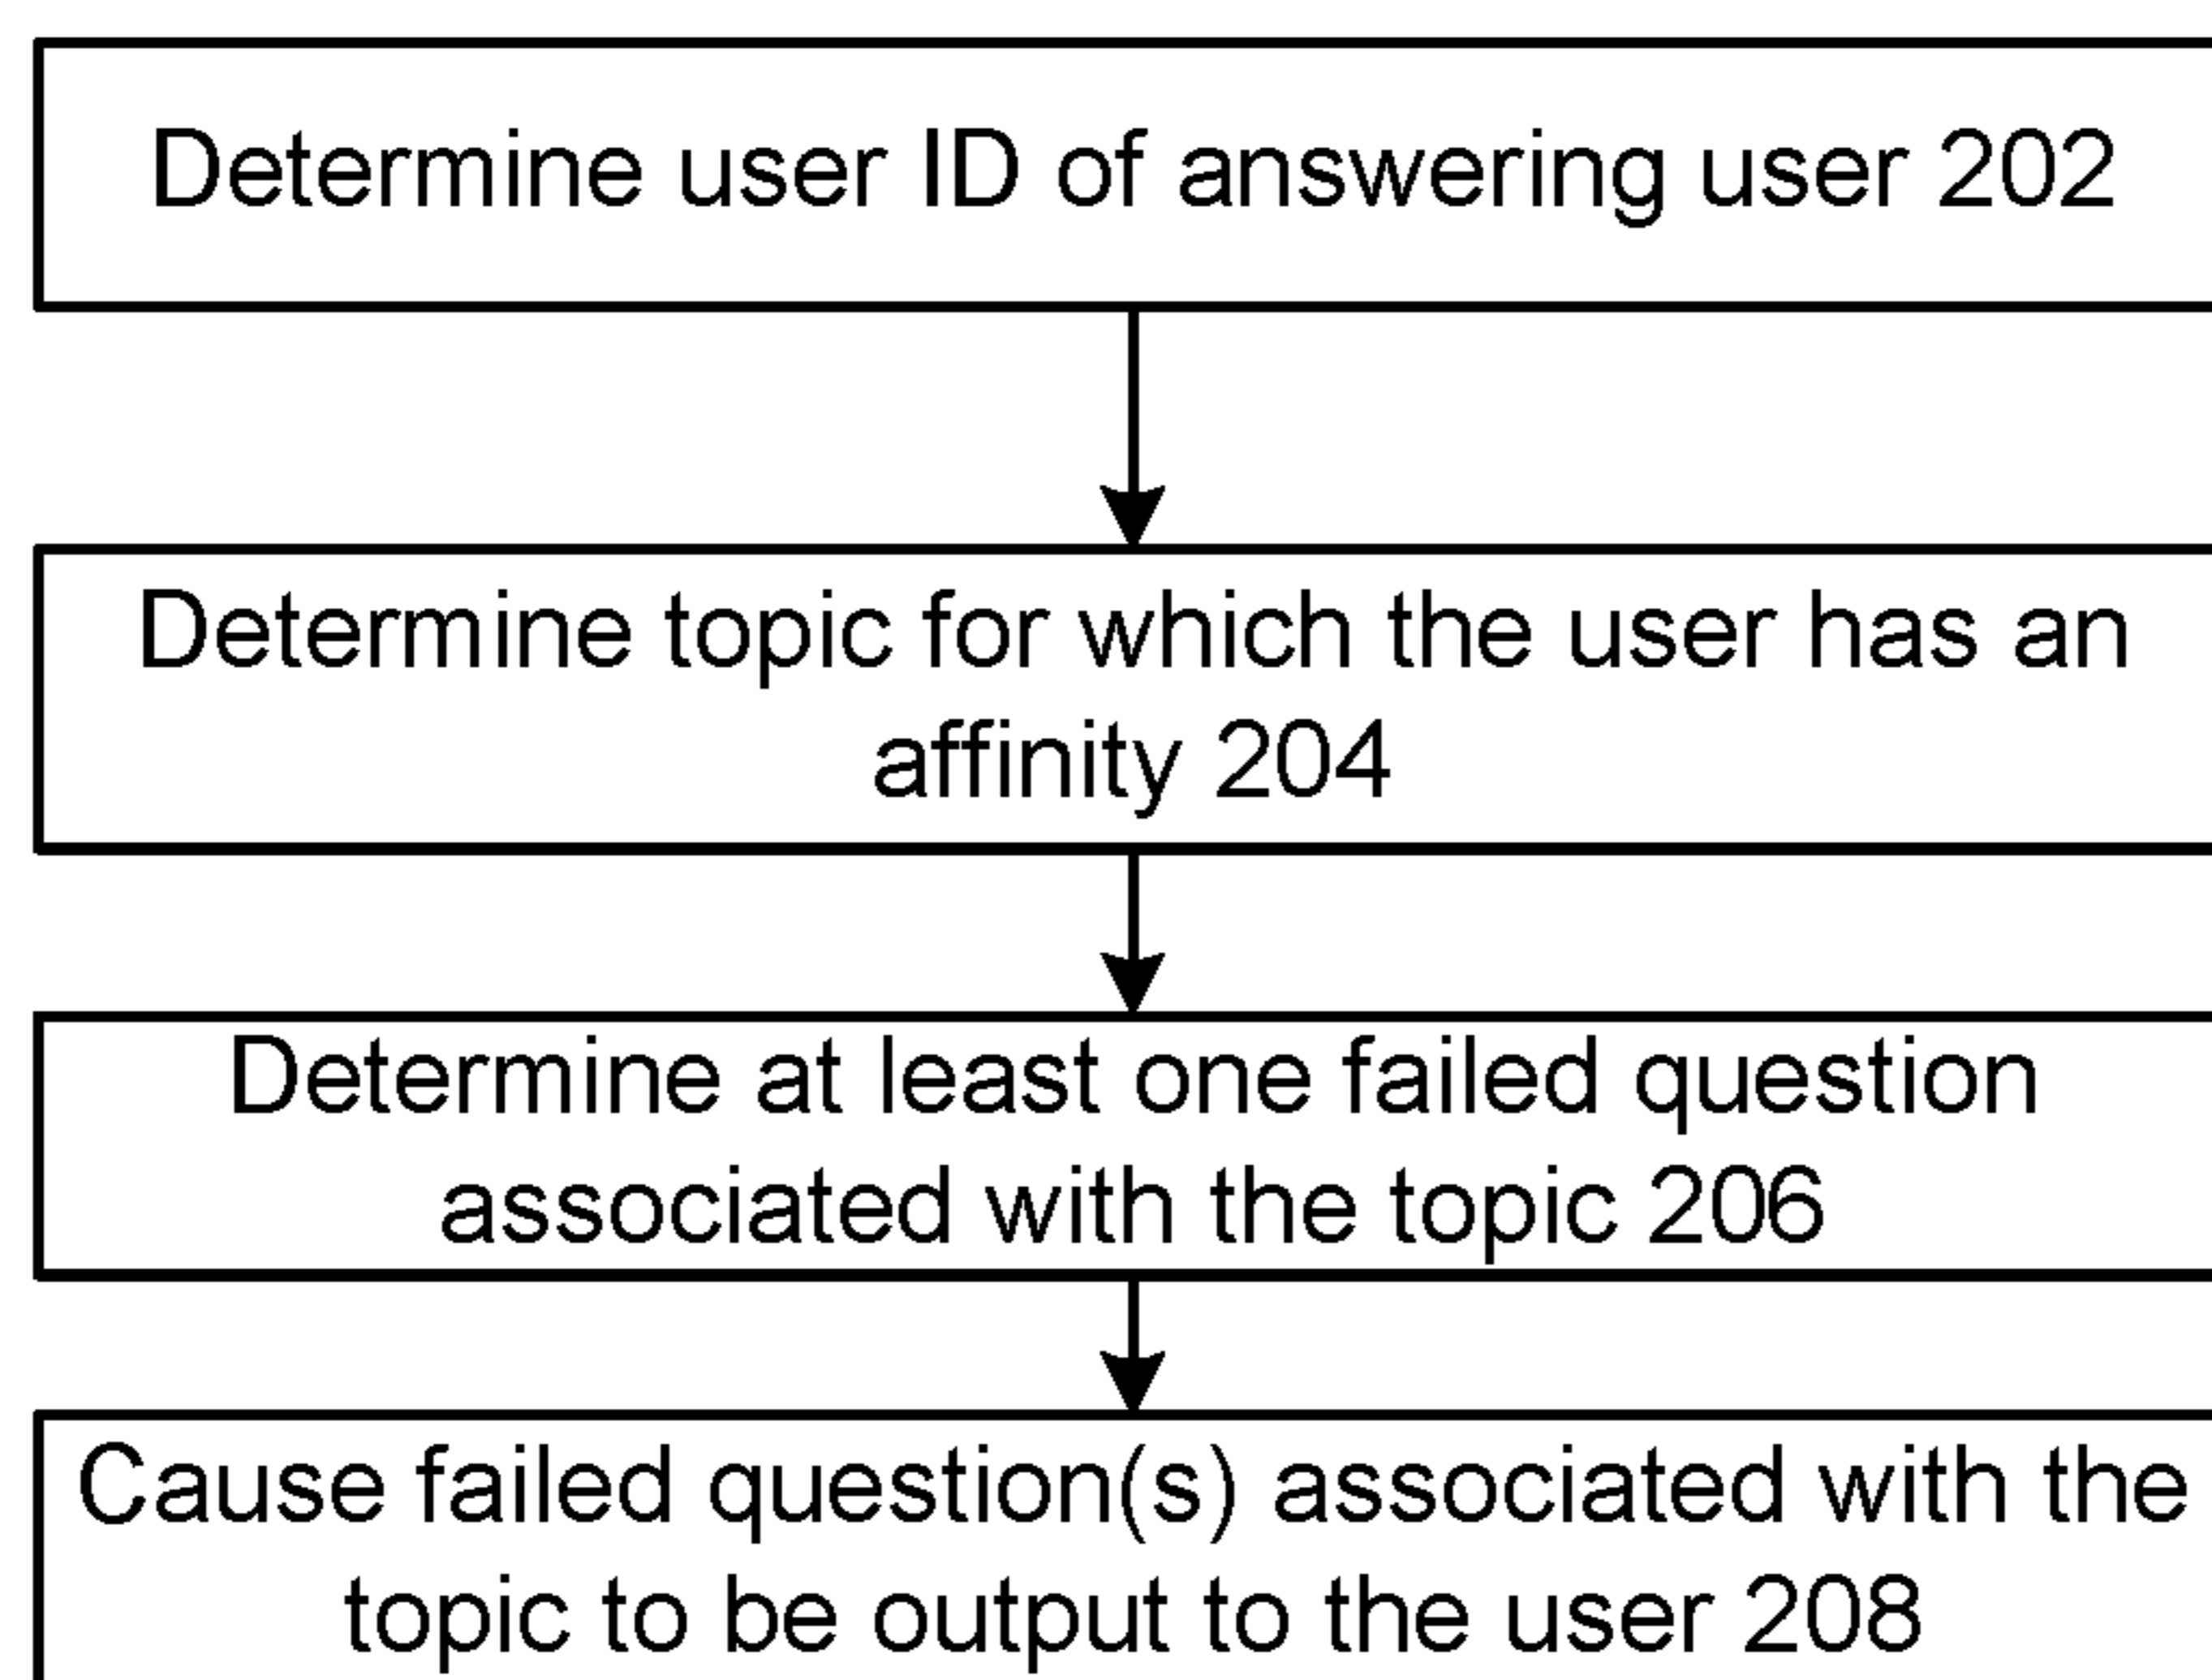 Determine user ID of answering user 202
Determine topic for which the user has an
affinity 204
Determine at least one failed question
associated with the topic 206
Cause failed question(s) associated with the
topic to be output to the user 208